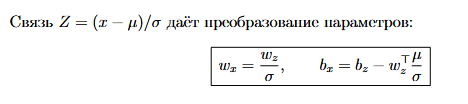 Связь Z = (x − μ)/σ даёт преобразование параметров:
w_x = w_z/σ, b_x = b_z − w_z^⊤ μ/σ